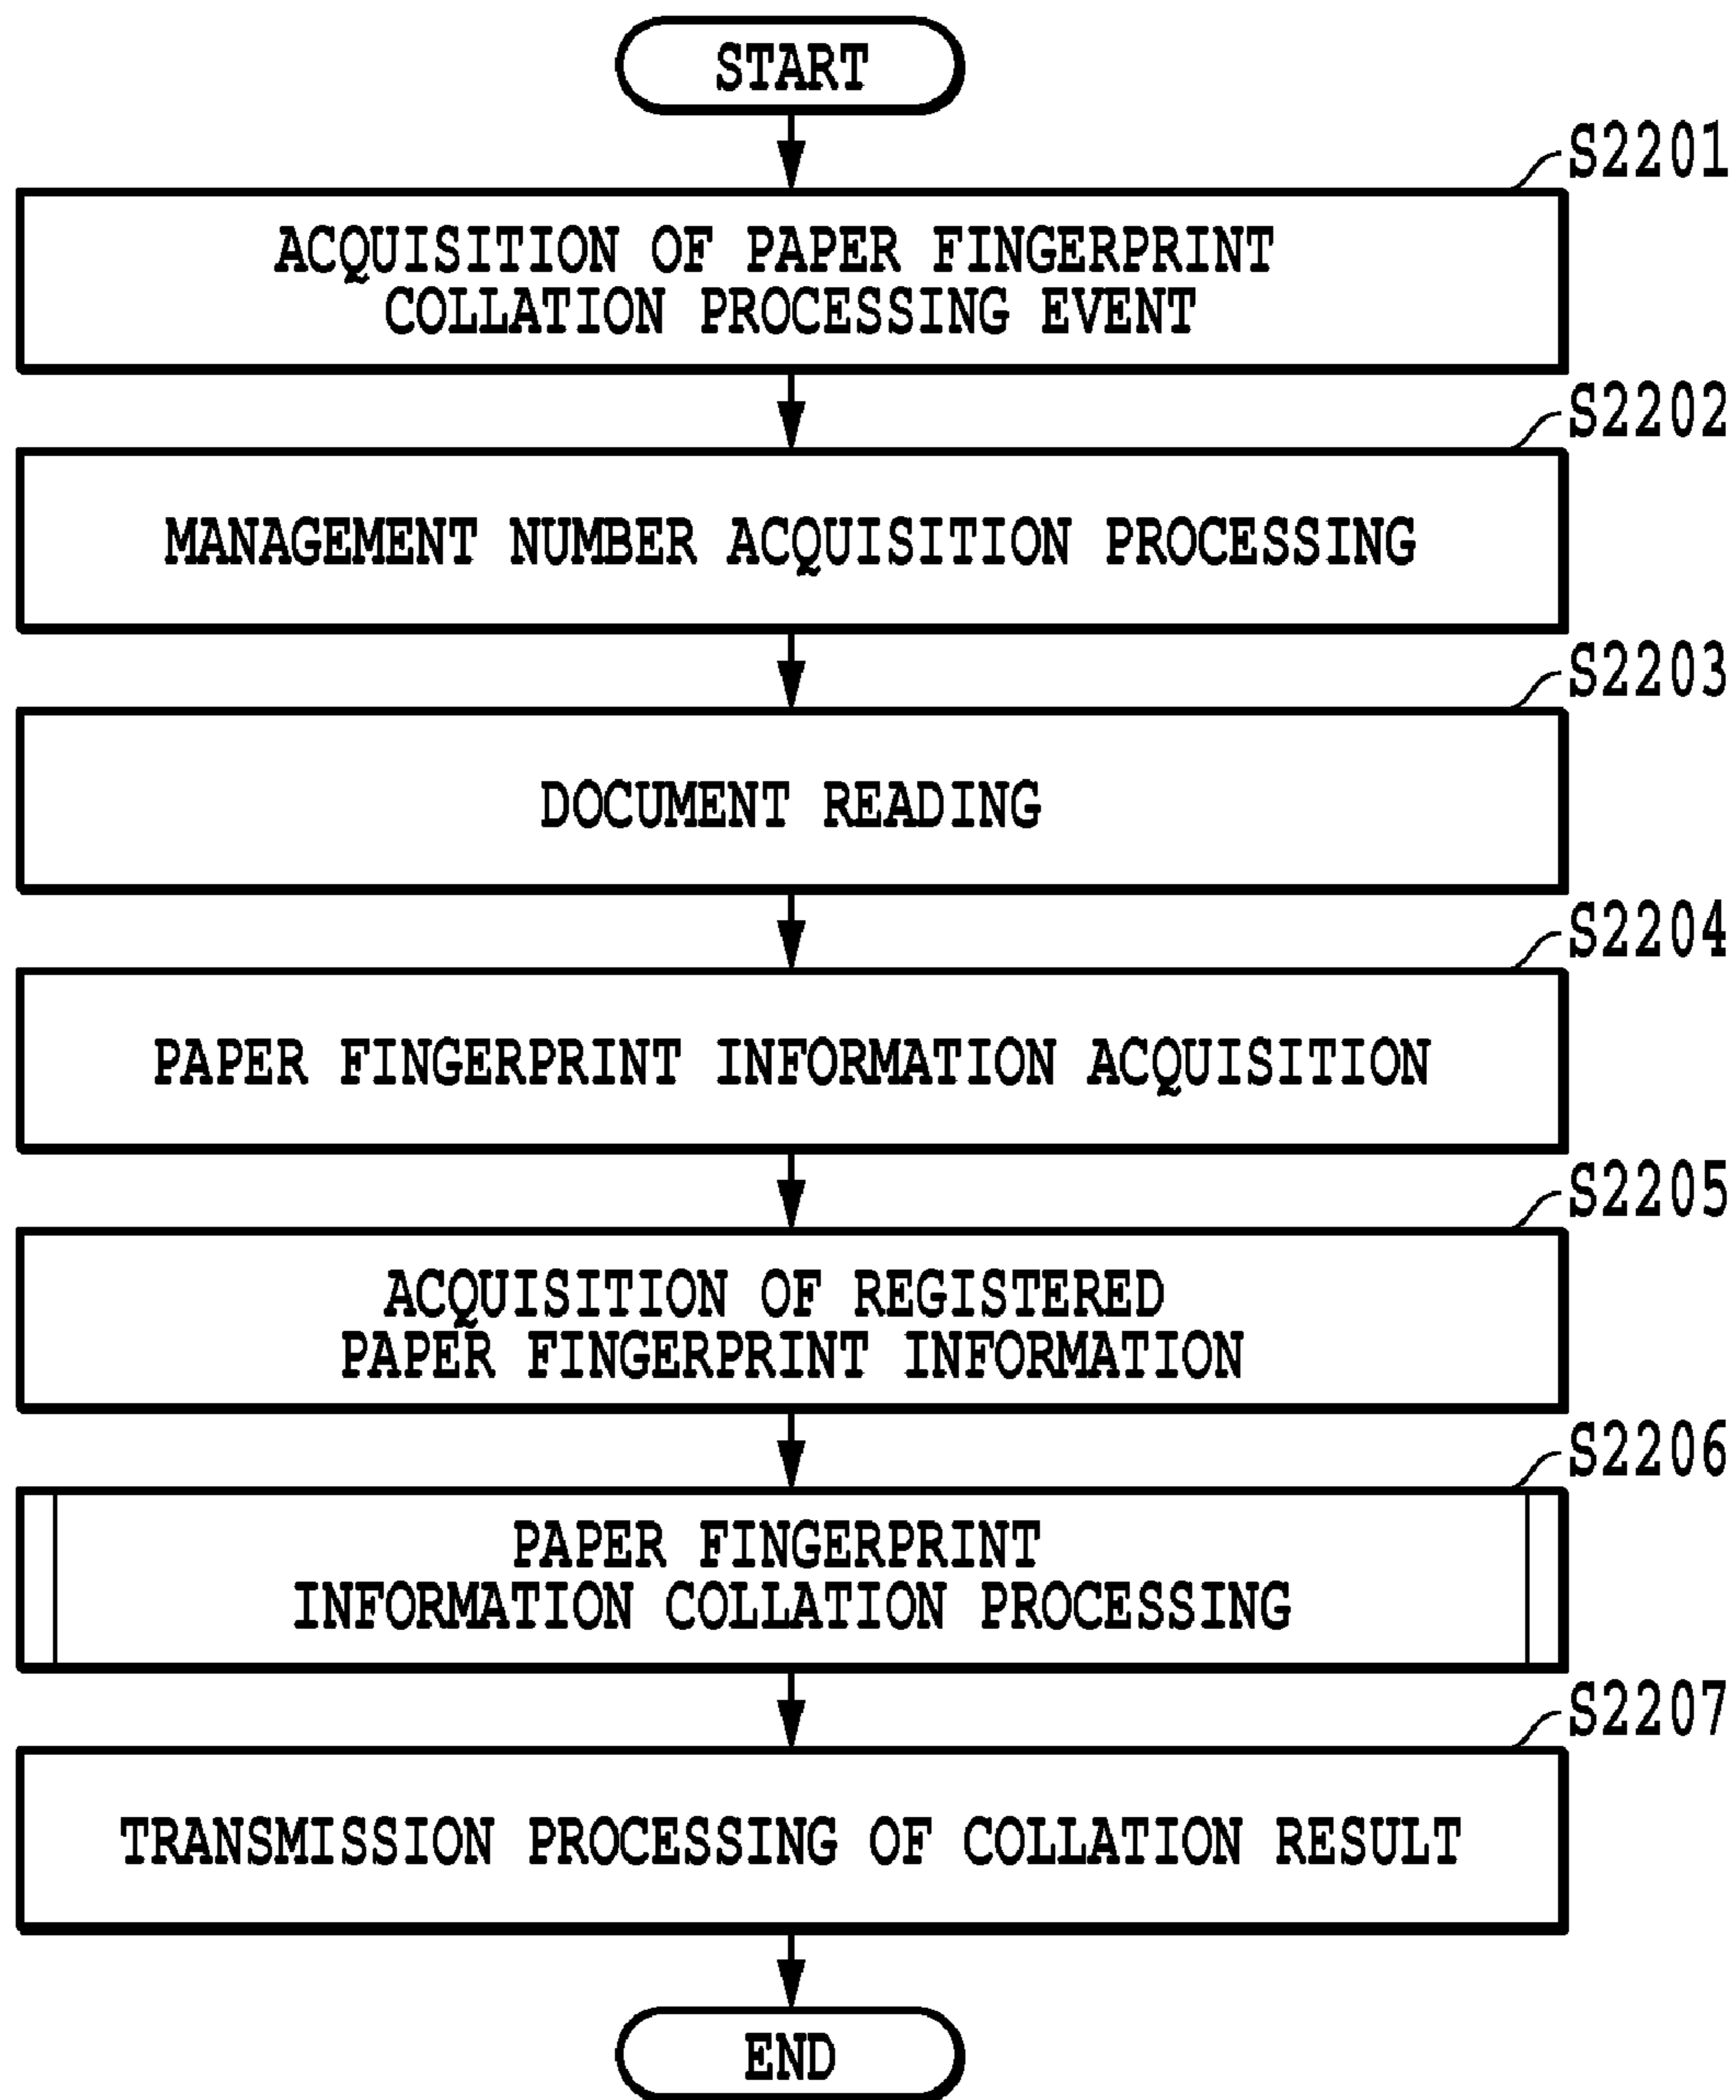 START
S2201
ACQUISITION OF PAPER FINGERPRINT
COLLATION PROCESSING EVENT
S2202
MANAGEMENT NUMBER ACQUISITION PROCESSING
S2203
DOCUMENT READING
S2204
PAPER FINGERPRINT INFORMATION ACQUISITION
S2205
ACQUISITION OF REGISTERED
PAPER FINGERPRINT INFORMATION
S2206
PAPER FINGERPRINT
INFORMATION COLLATION PROCESSING
S2207
TRANSMISSION PROCESSING OF COLLATION RESULT
END